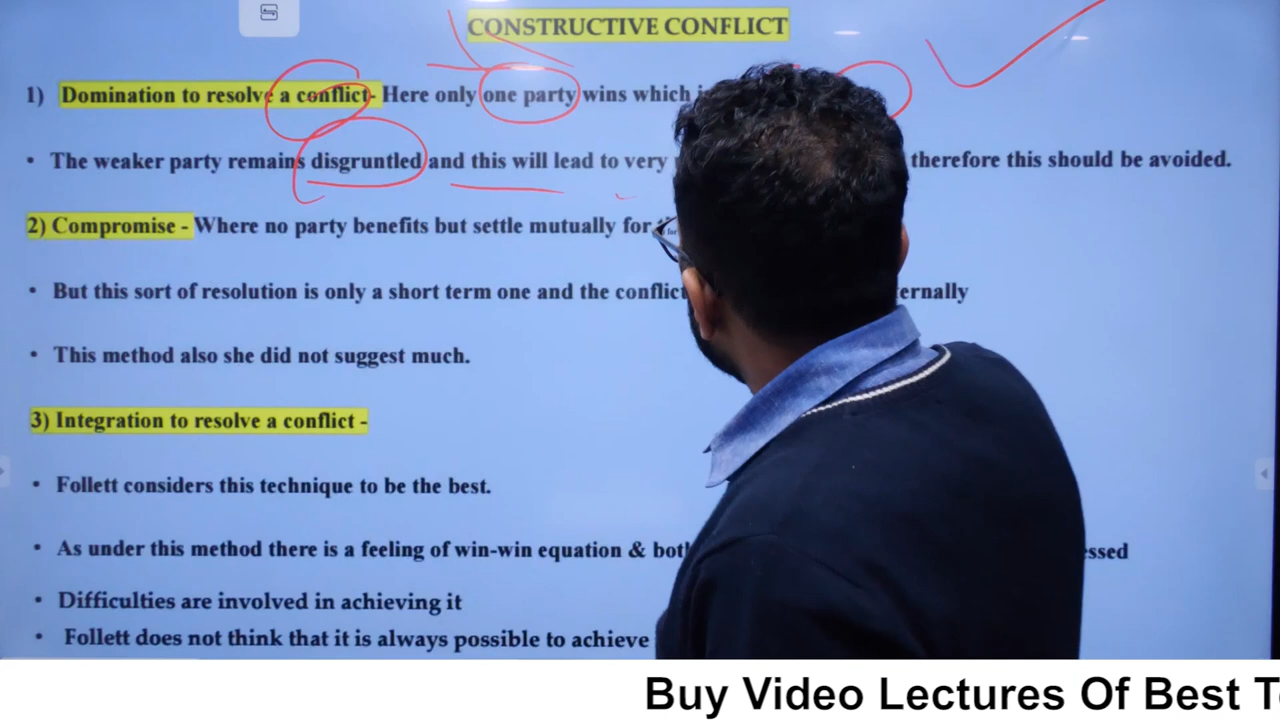 CONSTRUCTIVE CONFLICT
1) Domination to resolve a conflict- Here only one party wins which
• The weaker party remains disgruntled and this will lead to very therefore this should be avoided.
2) Compromise - Where no party benefits but settle mutually for
• But this sort of resolution is only a short term one and the conflict
• This method also she did not suggest much.
3) Integration to resolve a conflict -
• Follett considers this technique to be the best.
• As under this method there is a feeling of win-win equation &
• Difficulties are involved in achieving it
• Follett does not think that it is always possible to achieve
Buy Video Lectures Of Best